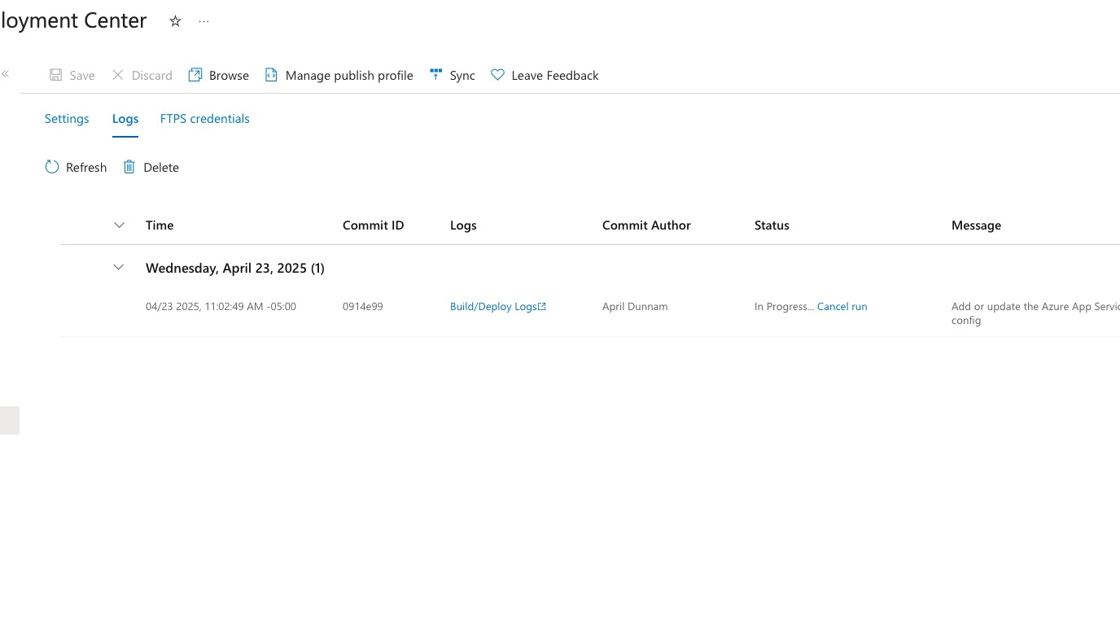 loyment Center
Save Discard Browse Manage publish profile Sync Leave Feedback
Settings Logs FTPS credentials
Refresh Delete
Time Commit ID Logs Commit Author Status Message
Wednesday, April 23, 2025 (1)
04/23 2025, 11:02:49 AM -05:00 0914e99 Build/Deploy Logs April Dunnam In Progress... Cancel run Add or update the Azure App Servic
config